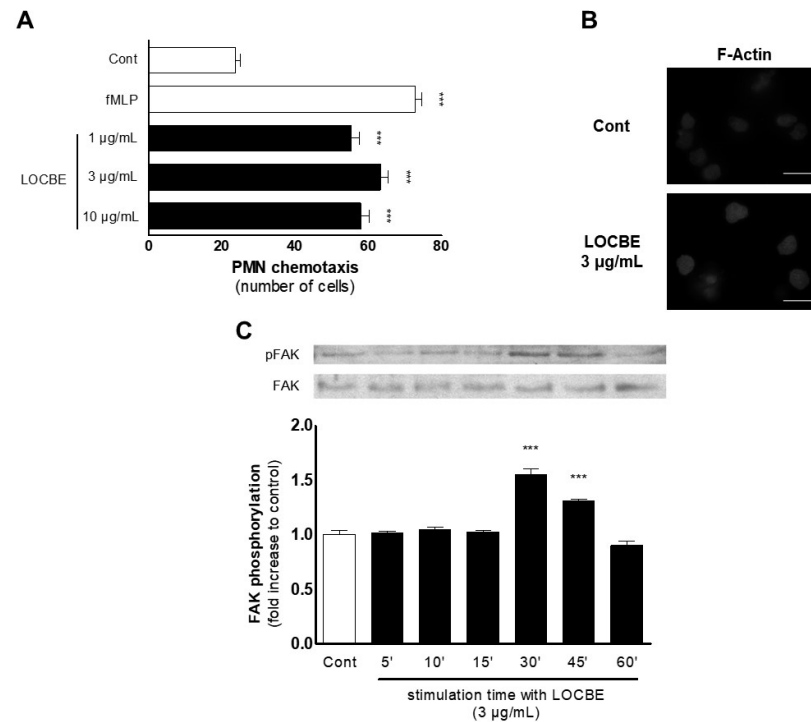 A
Cont
fMLP
1 µg/mL
LOCBE
3 µg/mL
10 µg/mL
***
***
***
***
0 20 40 60 80
PMN chemotaxis
(number of cells)
B
F-Actin
Cont
LOCBE
3 µg/mL
C
pFAK
FAK
FAK phosphorylation
(fold increase to control)
2.0
1.5
1.0
0.5
0.0
***
***
Cont 5' 10' 15' 30' 45' 60'
stimulation time with LOCBE
(3 µg/mL)